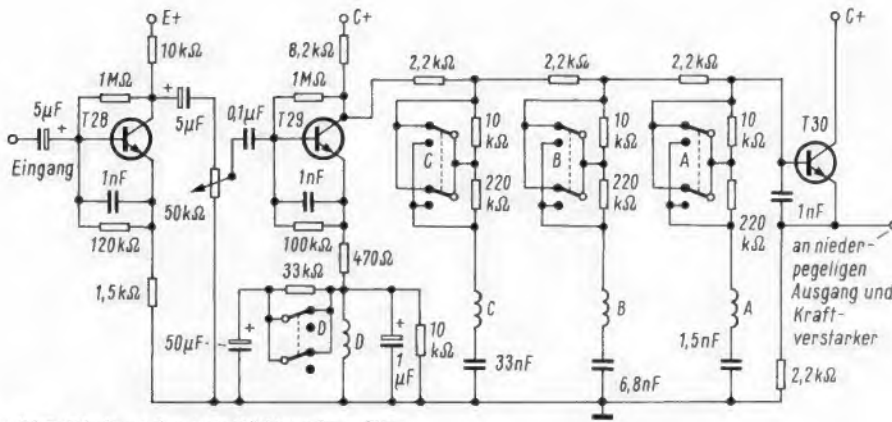 E+
C+
C+
10kΩ
8,2kΩ
2,2kΩ
2,2kΩ
2,2kΩ
1MΩ
+
1MΩ
5µF
+
T28
5µF
0,1µF
T29
10
kΩ
10
kΩ
10
kΩ
T30
Eingang
C
B
A
1nF
50kΩ
1nF
220
kΩ
220
kΩ
220
kΩ
1nF
120kΩ
100kΩ
470Ω
an nieder-
pegeligen
Ausgang und
Kraft-
verstarker
1,5kΩ
33kΩ
50µF
+
D
D
+
1
µF
10
kΩ
C
33nF
B
6,8nF
A
1,5nF
2,2kΩ